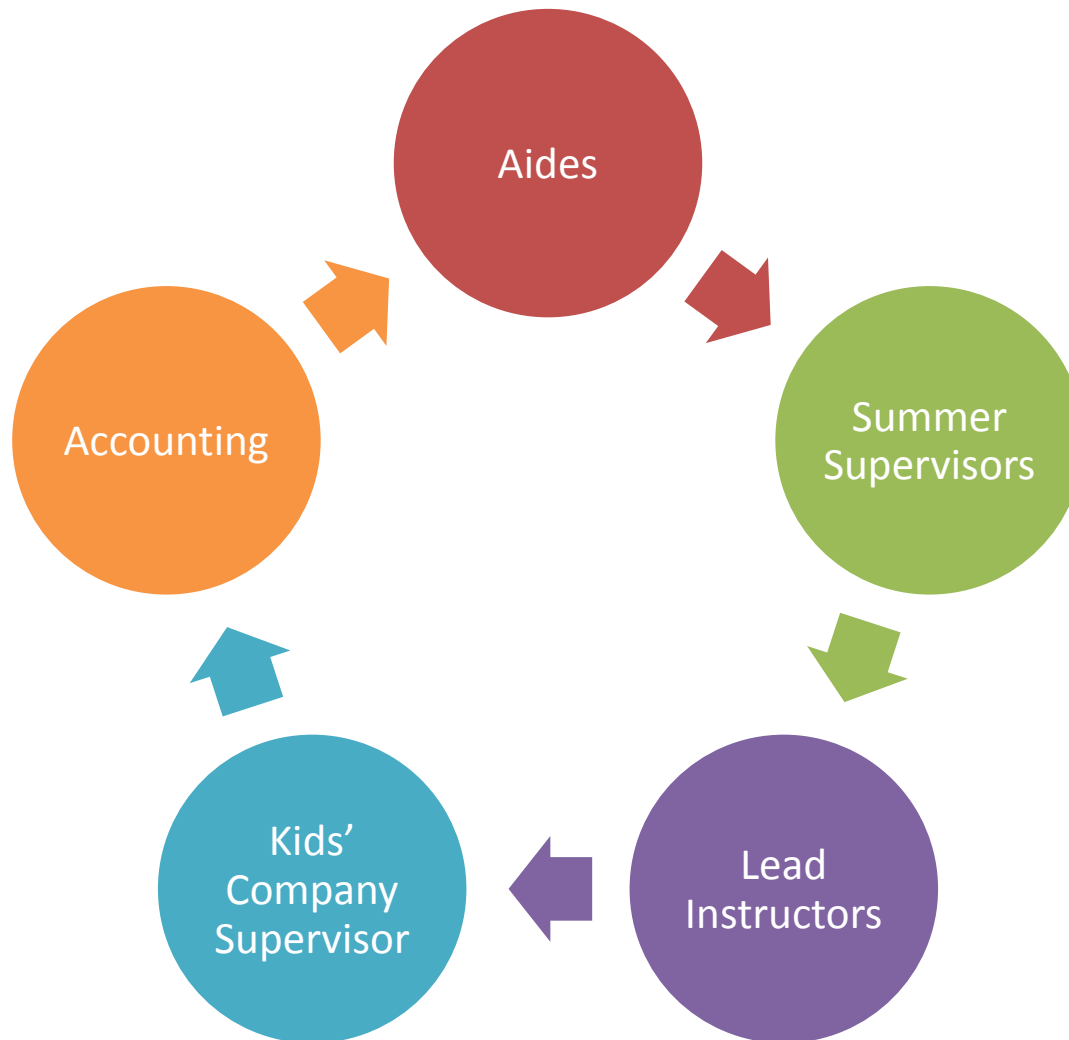 Aides
Summer
Supervisors
Lead
Instructors
Kids’
Company
Supervisor
Accounting